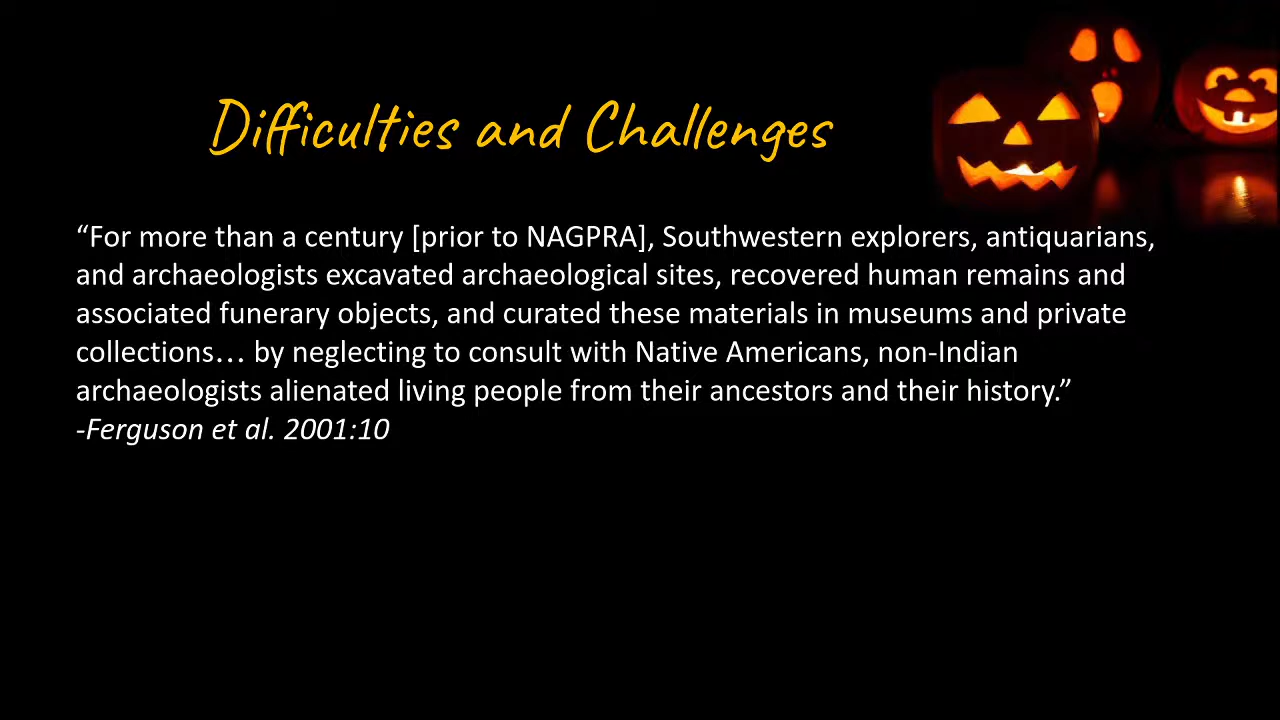 Difficulties and Challenges
“For more than a century [prior to NAGPRA], Southwestern explorers, antiquarians,
and archaeologists excavated archaeological sites, recovered human remains and
associated funerary objects, and curated these materials in museums and private
collections… by neglecting to consult with Native Americans, non-Indian
archaeologists alienated living people from their ancestors and their history.”
-Ferguson et al. 2001:10